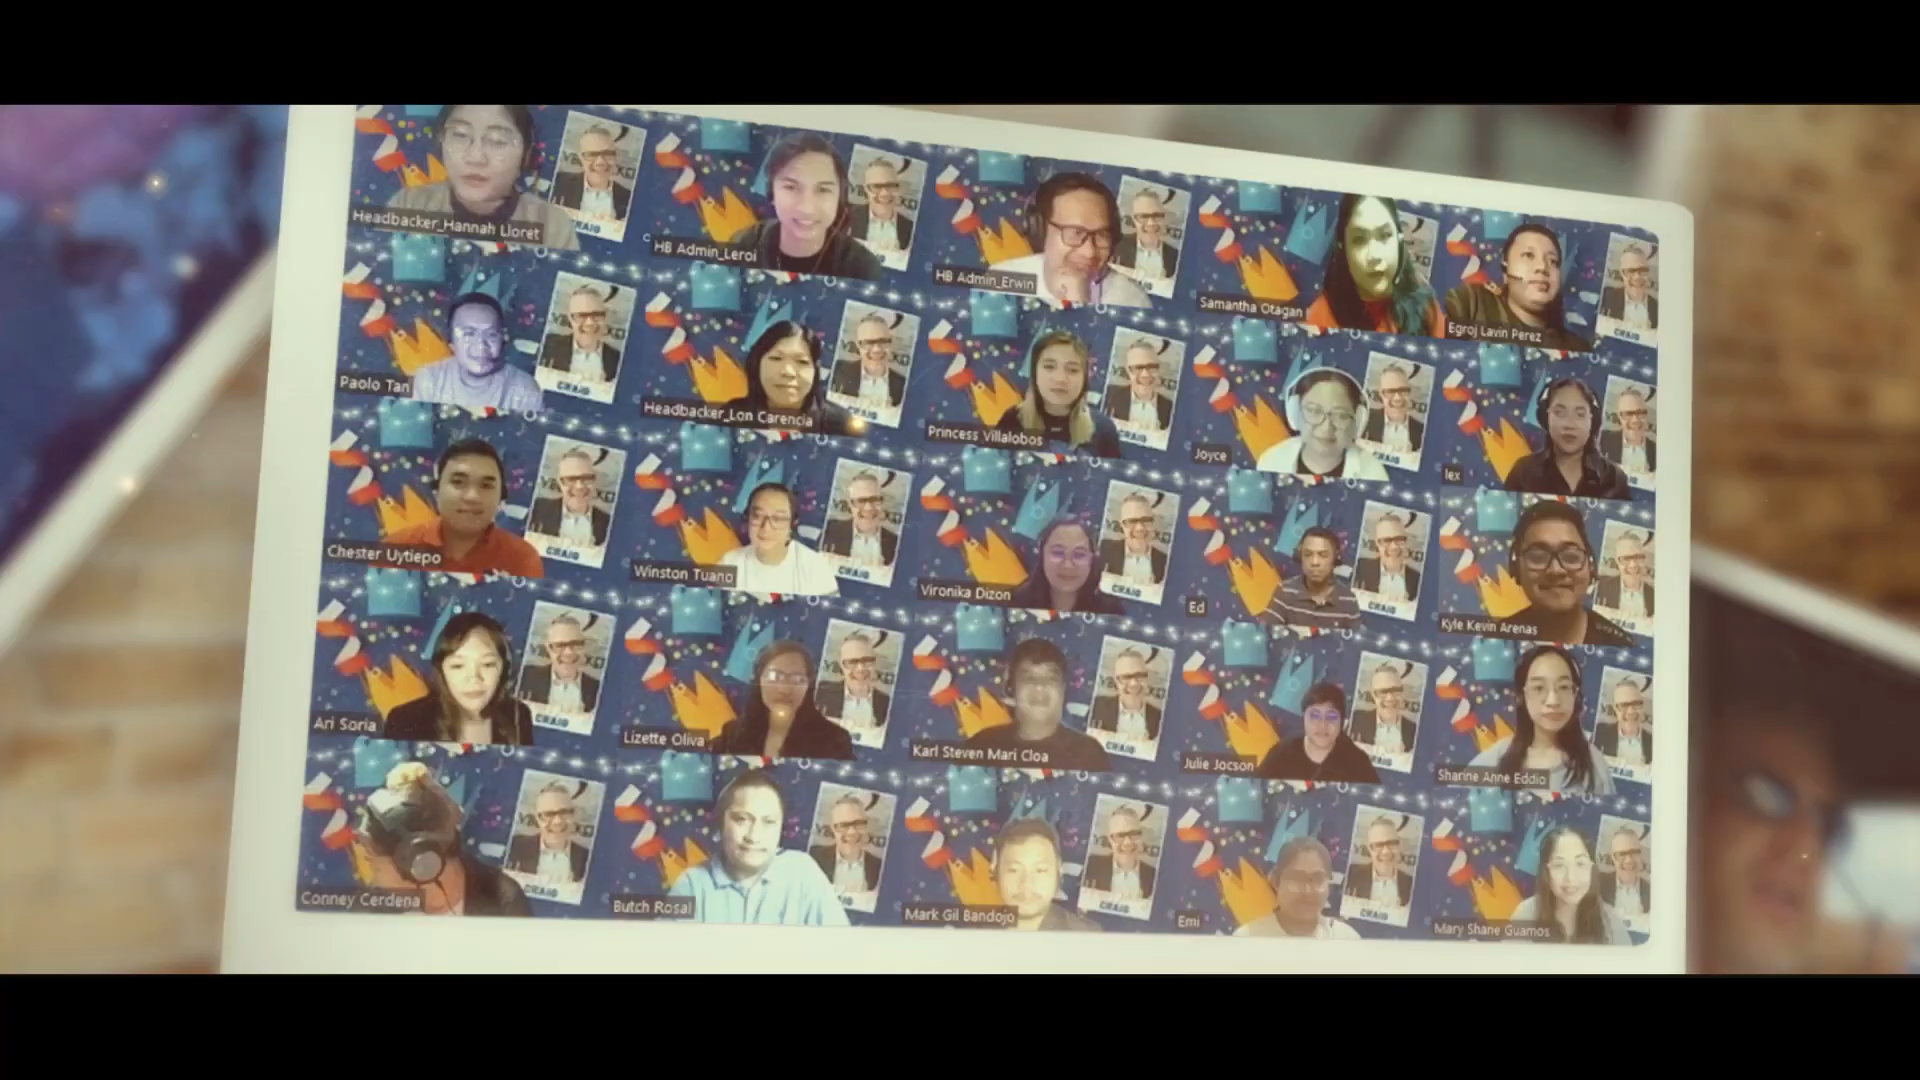 Headbacker_Hannah Lloret
HB Admin_Leroi
HB Admin_Erwin
Samantha Otagan
Egroj Lavin Perez
Paolo Tan
Headbacker_Lon Carencia
Princess Villalobos
Joyce
lex
Chester Uytiepo
Winston Tuano
Vironika Dizon
Ed
Kyle Kevin Arenas
Ari Soria
Lizette Oliva
Karl Steven Mari Cloa
Julie Jocson
Sharine Anne Eddio
Conney Cerdena
Butch Rosal
Mark Gil Bandojo
Emi
Mary Shane Guamos
CRAIG